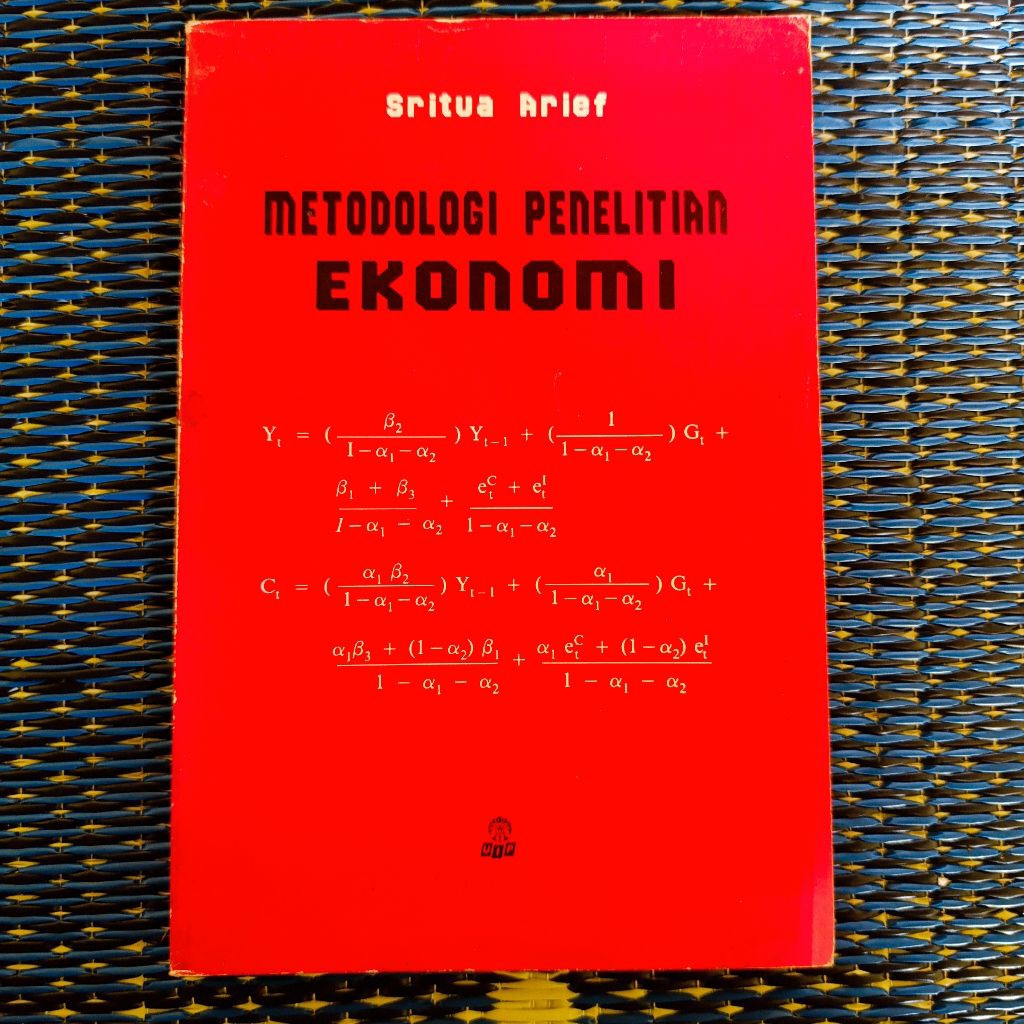 Sritua Arief
METODOLOGI PENELITIAN
EKONOMI
Yₜ = ( β₂ / 1−α₁−α₂ ) Yₜ₋₁ + ( 1 / 1−α₁−α₂ ) Gₜ +
β₁ + β₃ / 1−α₁ − α₂ + eₜᶜ + eₜᴵ / 1−α₁−α₂
Cₜ = ( α₁ β₂ / 1−α₁−α₂ ) Yₜ₋₁ + ( α₁ / 1−α₁−α₂ ) Gₜ +
α₁β₃ + (1−α₂) β₁ / 1 − α₁ − α₂ + α₁ eₜᶜ + (1−α₂) eₜᴵ / 1 − α₁ − α₂
UIP